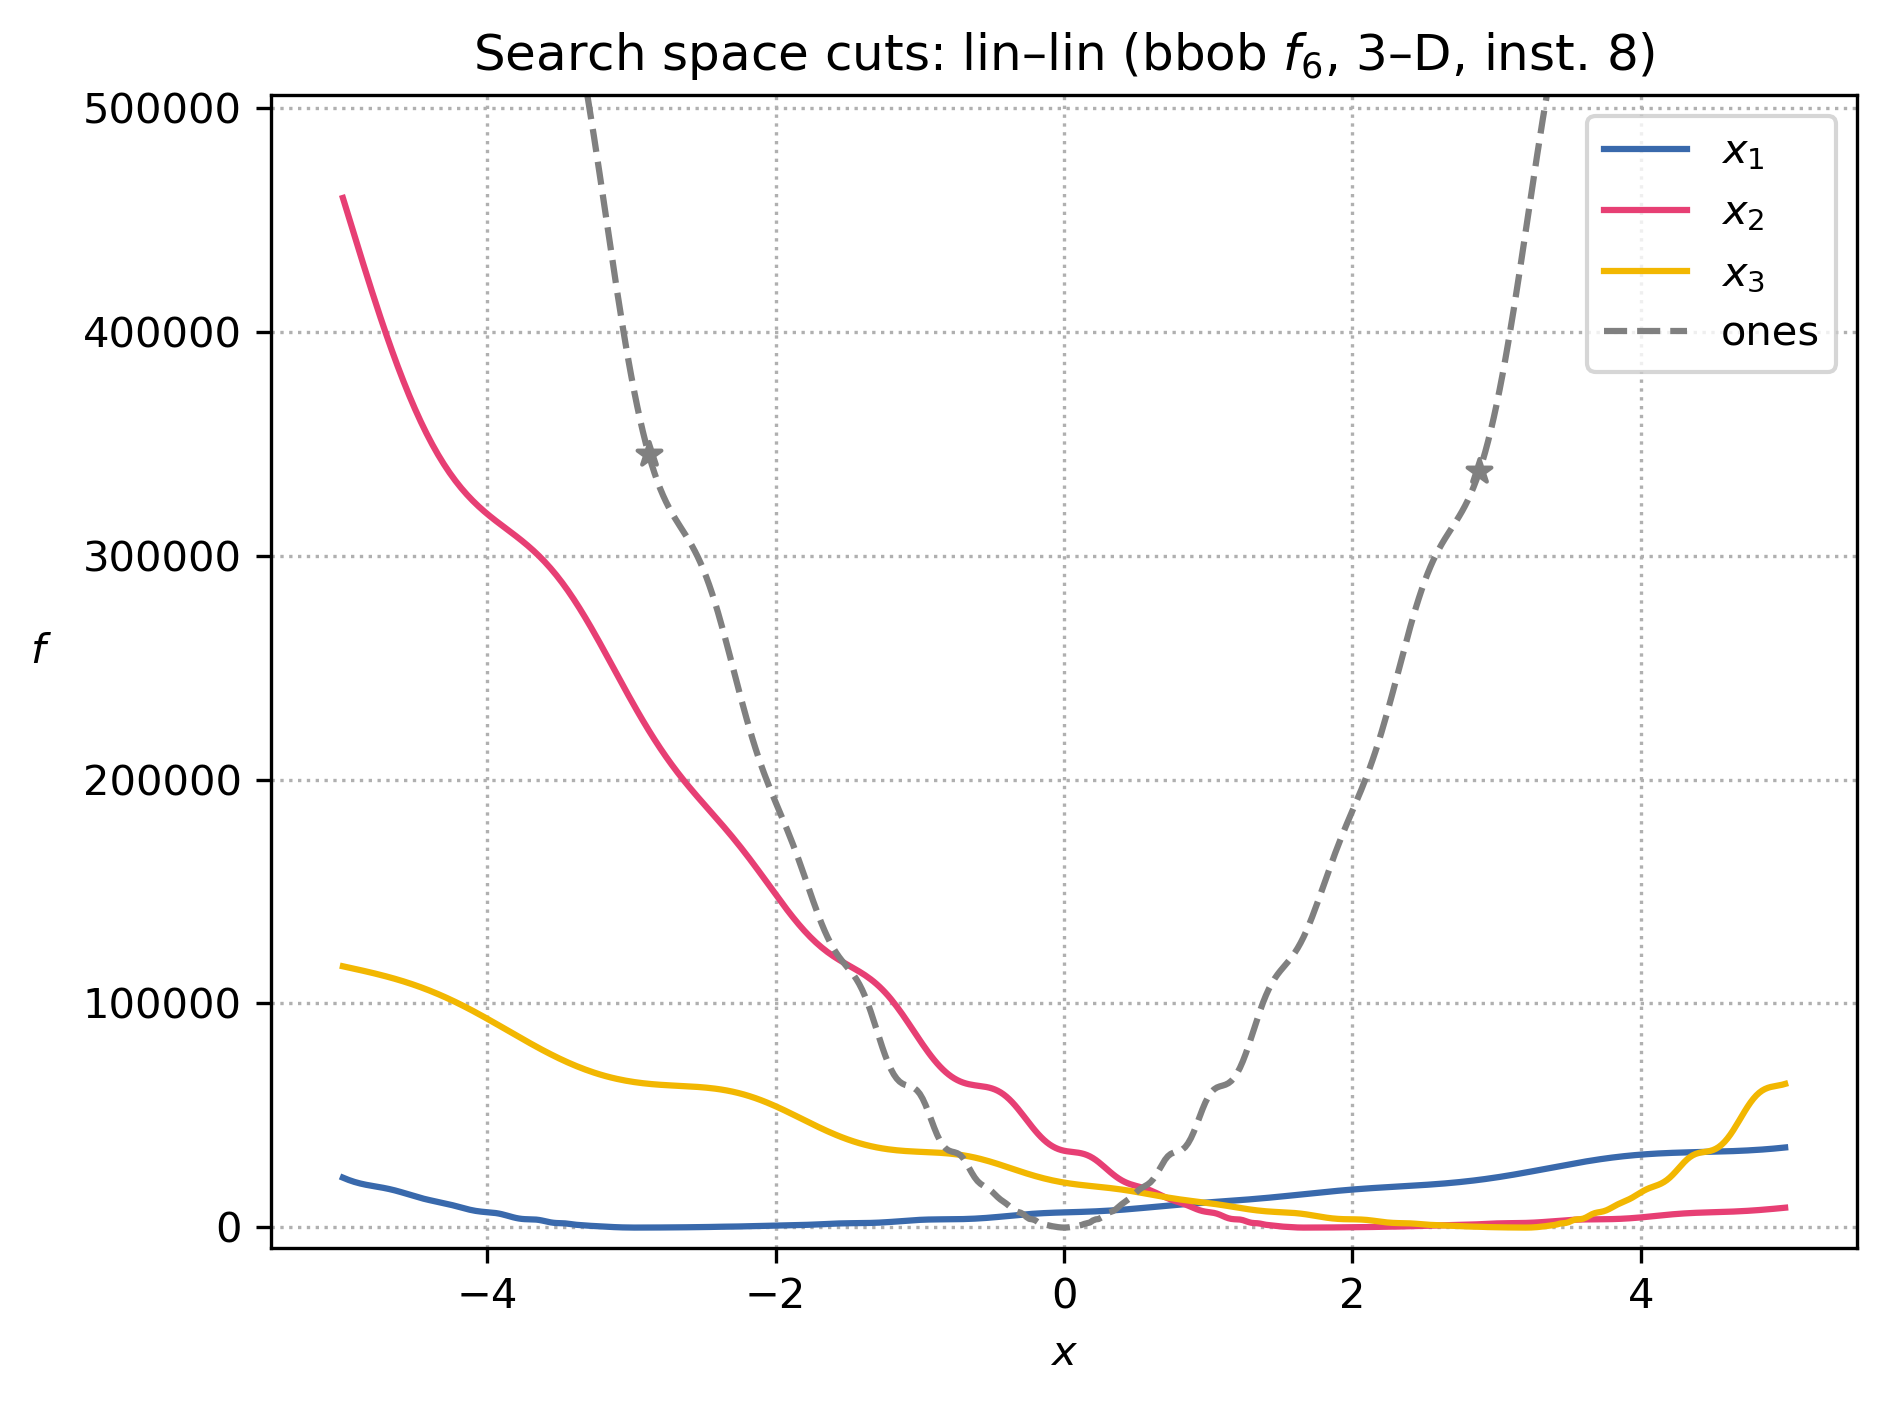 Search space cuts: lin–lin (bbob f₆, 3–D, inst. 8)
500000
400000
300000
200000
100000
0
f
x₁
x₂
x₃
ones
−4
−2
0
2
4
x